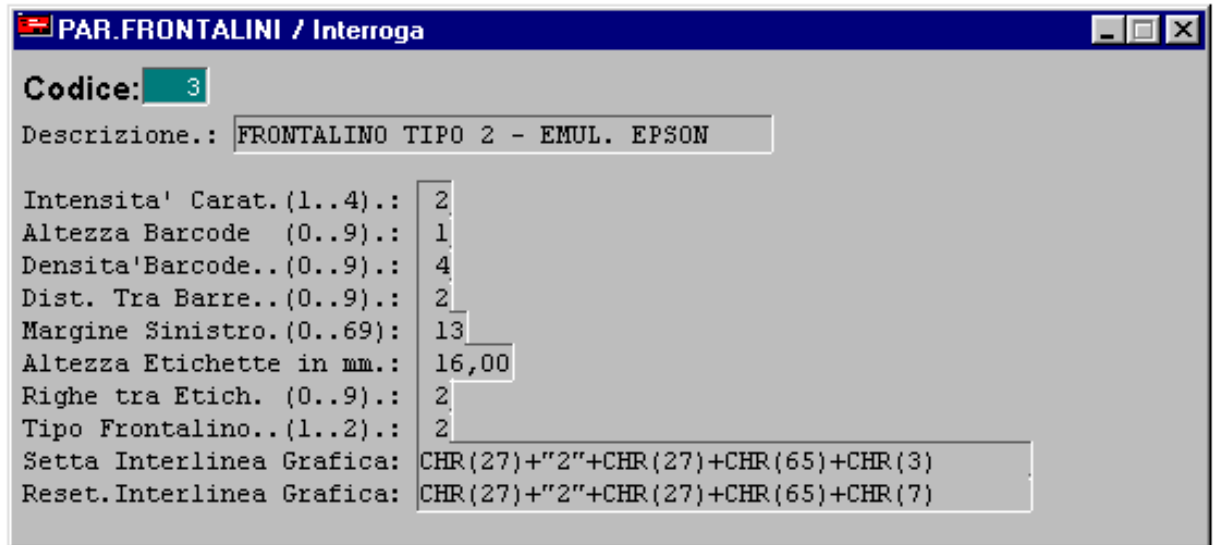 PAR.FRONTALINI / Interroga
Codice: 3
Descrizione.: FRONTALINO TIPO 2 - EMUL. EPSON
Intensita' Carat.(1..4).: 2
Altezza Barcode (0..9).: 1
Densita'Barcode..(0..9).: 4
Dist. Tra Barre..(0..9).: 2
Margine Sinistro.(0..69): 13
Altezza Etichette in mm.: 16,00
Righe tra Etich. (0..9).: 2
Tipo Frontalino..(1..2).: 2
Setta Interlinea Grafica: CHR(27)+"2"+CHR(27)+CHR(65)+CHR(3)
Reset.Interlinea Grafica: CHR(27)+"2"+CHR(27)+CHR(65)+CHR(7)